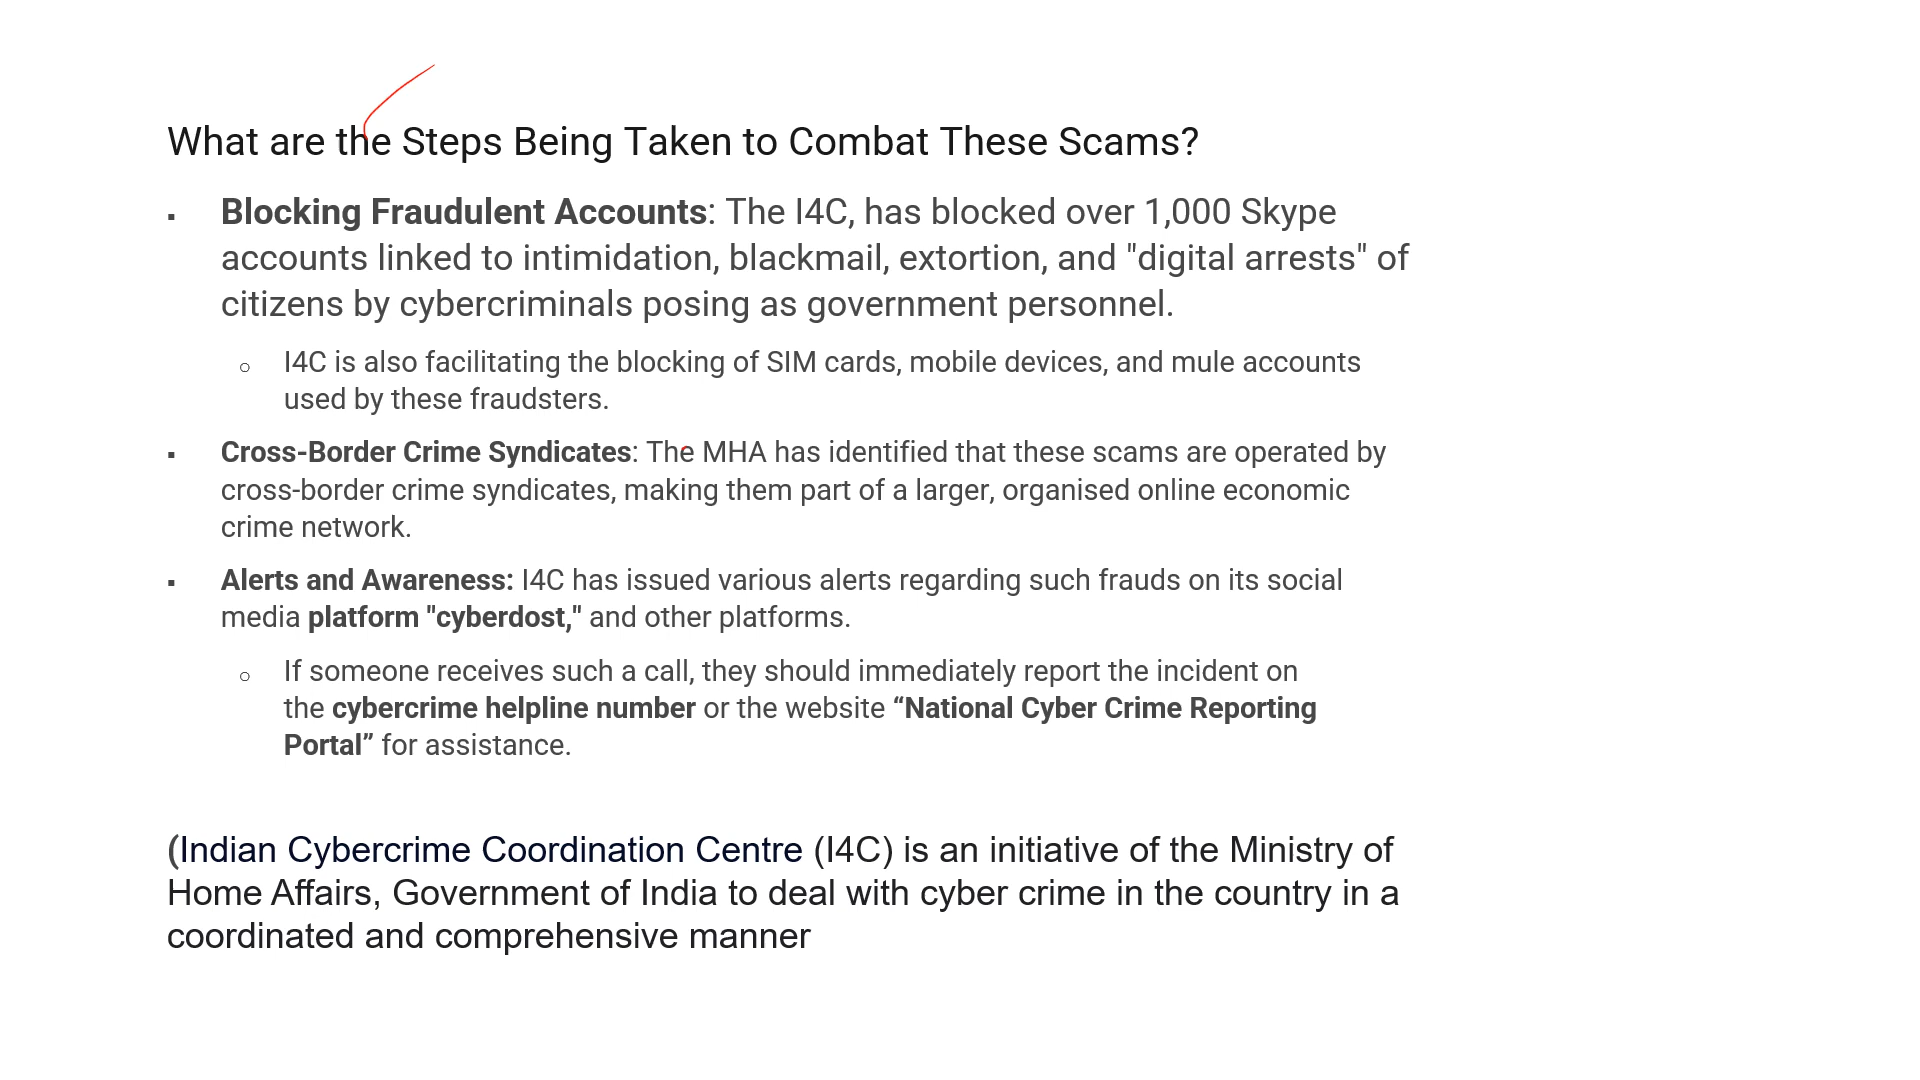 What are the Steps Being Taken to Combat These Scams?
▪ Blocking Fraudulent Accounts: The I4C, has blocked over 1,000 Skype
accounts linked to intimidation, blackmail, extortion, and "digital arrests" of
citizens by cybercriminals posing as government personnel.
○ I4C is also facilitating the blocking of SIM cards, mobile devices, and mule accounts
used by these fraudsters.
▪ Cross-Border Crime Syndicates: The MHA has identified that these scams are operated by
cross-border crime syndicates, making them part of a larger, organised online economic
crime network.
▪ Alerts and Awareness: I4C has issued various alerts regarding such frauds on its social
media platform "cyberdost," and other platforms.
○ If someone receives such a call, they should immediately report the incident on
the cybercrime helpline number or the website “National Cyber Crime Reporting
Portal” for assistance.
(Indian Cybercrime Coordination Centre (I4C) is an initiative of the Ministry of
Home Affairs, Government of India to deal with cyber crime in the country in a
coordinated and comprehensive manner